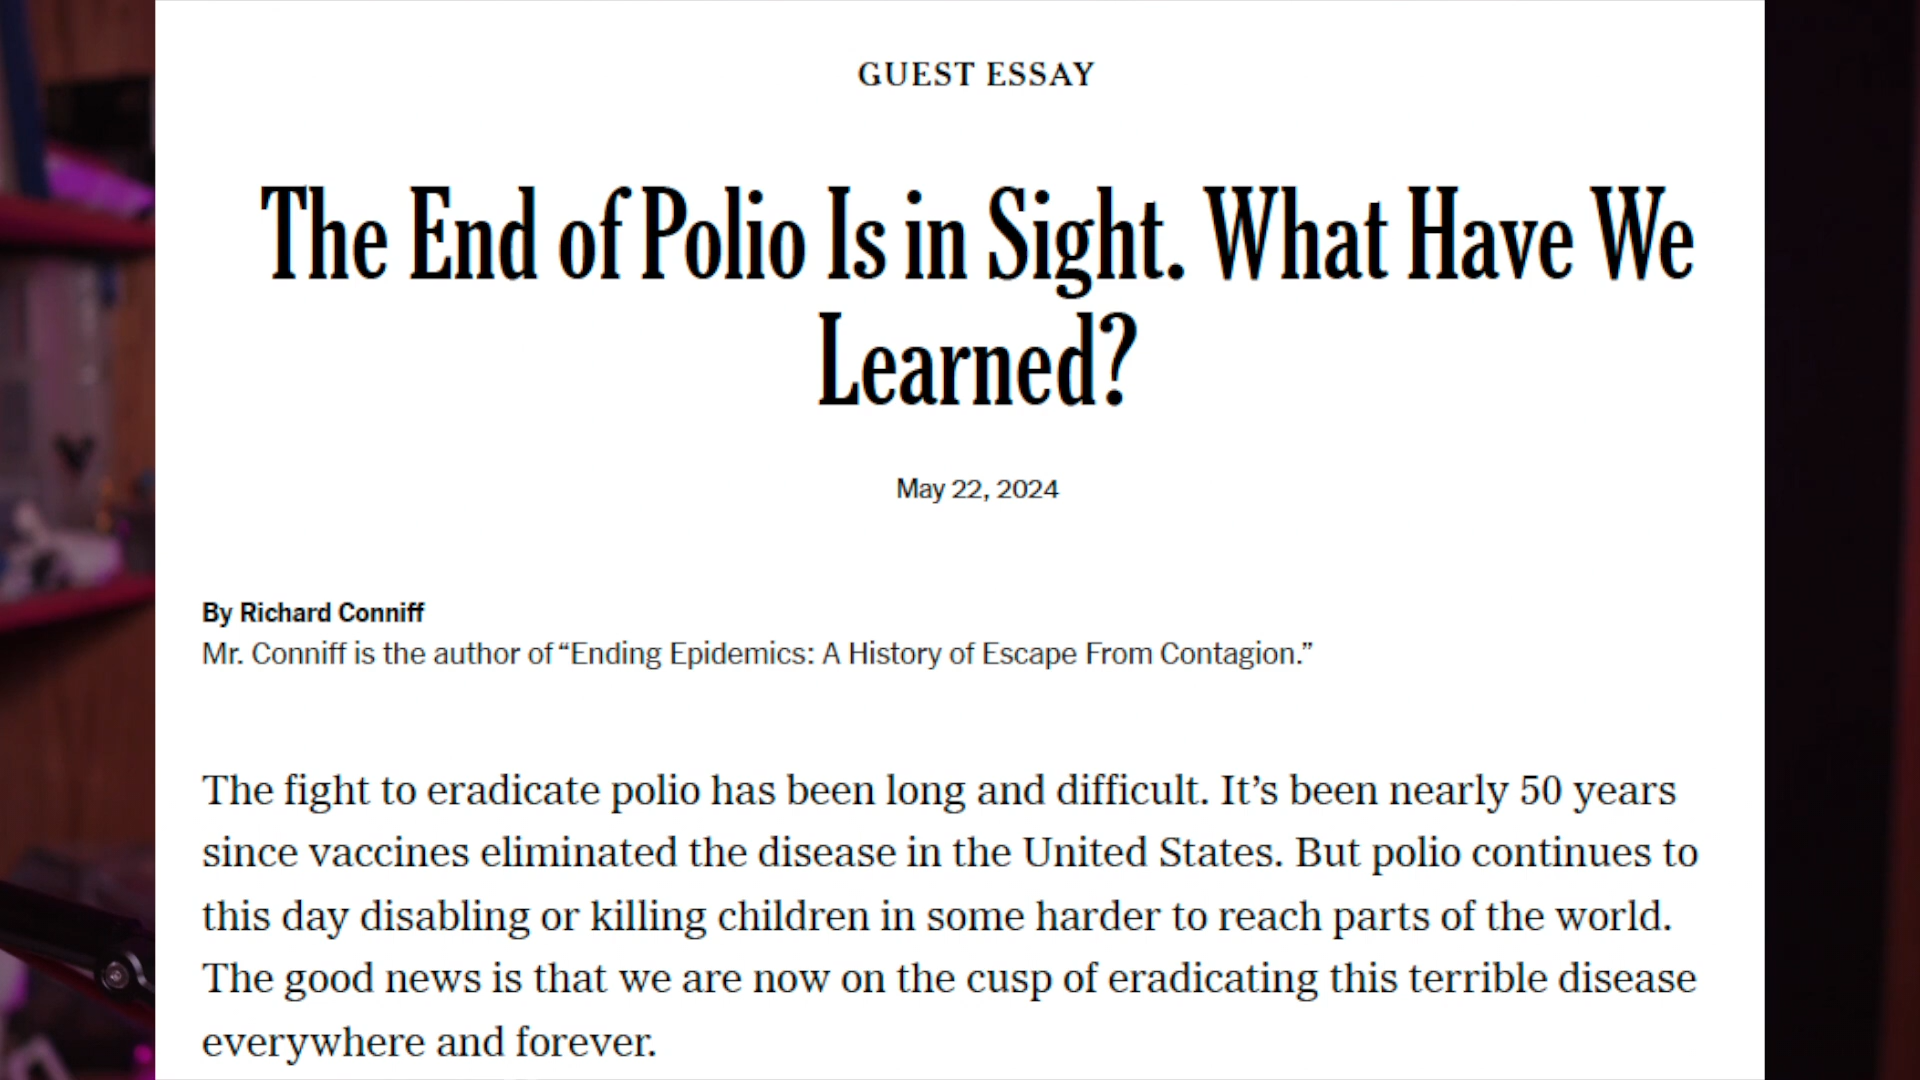 GUEST ESSAY
The End of Polio Is in Sight. What Have We
Learned?
May 22, 2024
By Richard Conniff
Mr. Conniff is the author of “Ending Epidemics: A History of Escape From Contagion.”
The fight to eradicate polio has been long and difficult. It’s been nearly 50 years
since vaccines eliminated the disease in the United States. But polio continues to
this day disabling or killing children in some harder to reach parts of the world.
The good news is that we are now on the cusp of eradicating this terrible disease
everywhere and forever.